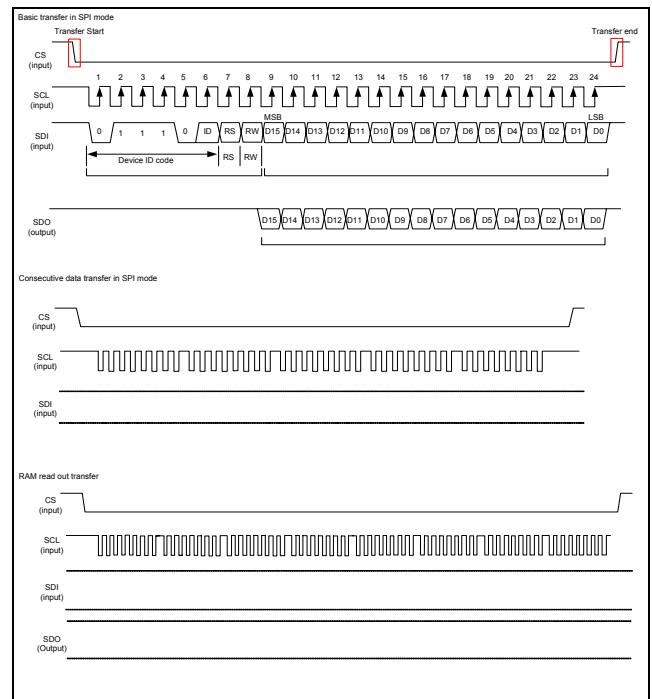 Basic transfer in SPI mode
Transfer Start
Transfer end
CS
(input)
1 2 3 4 5 6 7 8 9 10 11 12 13 14 15 16 17 18 19 20 21 22 23 24
SCL
(input)
MSB
LSB
SDI
(input)
0 1 1 1 0 ID RS RW D15 D14 D13 D12 D11 D10 D9 D8 D7 D6 D5 D4 D3 D2 D1 D0
Device ID code
RS RW
SDO
(output)
D15 D14 D13 D12 D11 D10 D9 D8 D7 D6 D5 D4 D3 D2 D1 D0
Consecutive data transfer in SPI mode
CS
(input)
SCL
(input)
SDI
(input)
RAM read out transfer
CS
(input)
SCL
(input)
SDI
(input)
SDO
(Output)